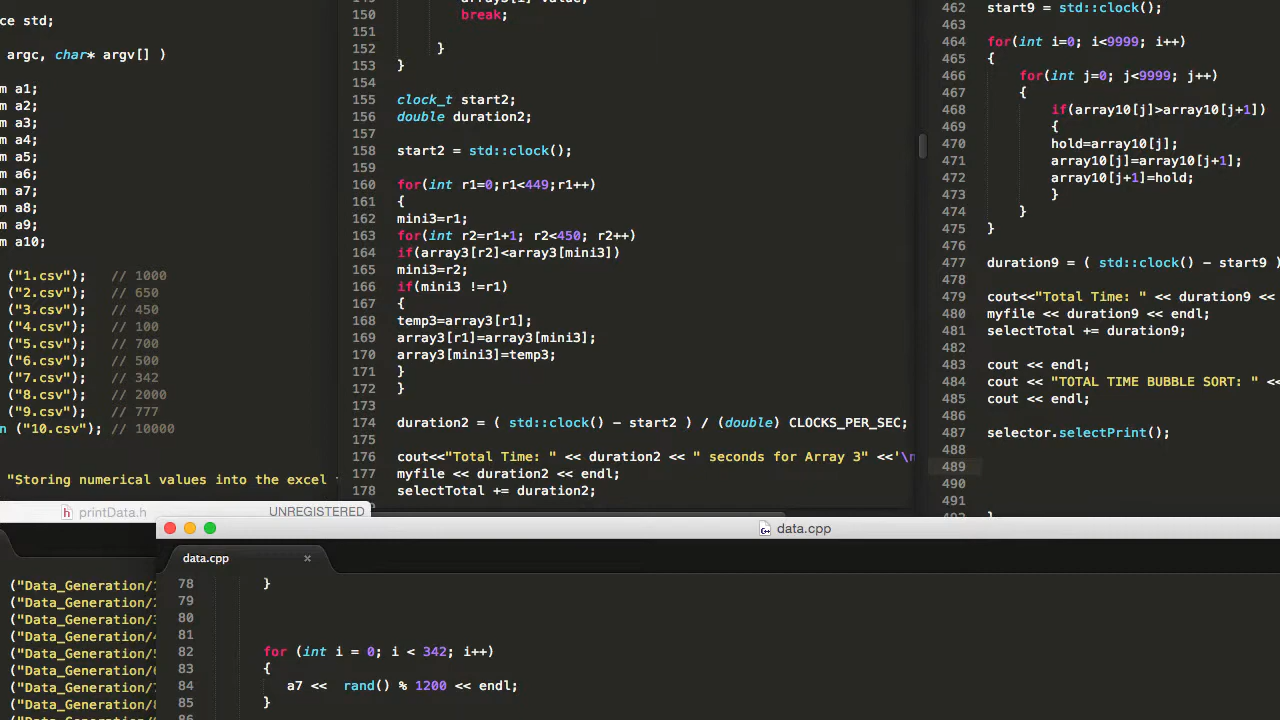 ce std;
argc, char* argv[] )
m a1;
m a2;
m a3;
m a4;
m a5;
m a6;
m a7;
m a8;
m a9;
m a10;
("1.csv"); // 1000
("2.csv"); // 650
("3.csv"); // 450
("4.csv"); // 100
("5.csv"); // 700
("6.csv"); // 500
("7.csv"); // 342
("8.csv"); // 2000
("9.csv"); // 777
n ("10.csv"); // 10000
"Storing numerical values into the excel
150 break;
151
152 }
153 }
154
155 clock_t start2;
156 double duration2;
157
158 start2 = std::clock();
159
160 for(int r1=0;r1<449;r1++)
161 {
162 mini3=r1;
163 for(int r2=r1+1; r2<450; r2++)
164 if(array3[r2]<array3[mini3])
165 mini3=r2;
166 if(mini3 !=r1)
167 {
168 temp3=array3[r1];
169 array3[r1]=array3[mini3];
170 array3[mini3]=temp3;
171 }
172 }
173
174 duration2 = ( std::clock() - start2 ) / (double) CLOCKS_PER_SEC;
175
176 cout<<"Total Time: " << duration2 << " seconds for Array 3" <<'\n
177 myfile << duration2 << endl;
178 selectTotal += duration2;
462 start9 = std::clock();
463
464 for(int i=0; i<9999; i++)
465 {
466 for(int j=0; j<9999; j++)
467 {
468 if(array10[j]>array10[j+1])
469 {
470 hold=array10[j];
471 array10[j]=array10[j+1];
472 array10[j+1]=hold;
473 }
474 }
475 }
476
477 duration9 = ( std::clock() - start9 )
478
479 cout<<"Total Time: " << duration9 <<
480 myfile << duration9 << endl;
481 selectTotal += duration9;
482
483 cout << endl;
484 cout << "TOTAL TIME BUBBLE SORT: " <
485 cout << endl;
486
487 selector.selectPrint();
488
489
490
491
printData.h UNREGISTERED
("Data_Generation/1
("Data_Generation/2
("Data_Generation/3
("Data_Generation/4
("Data_Generation/5
("Data_Generation/6
("Data_Generation/7
("Data_Generation/8
data.cpp
data.cpp ×
78 }
79
80
81
82 for (int i = 0; i < 342; i++)
83 {
84 a7 << rand() % 1200 << endl;
85 }